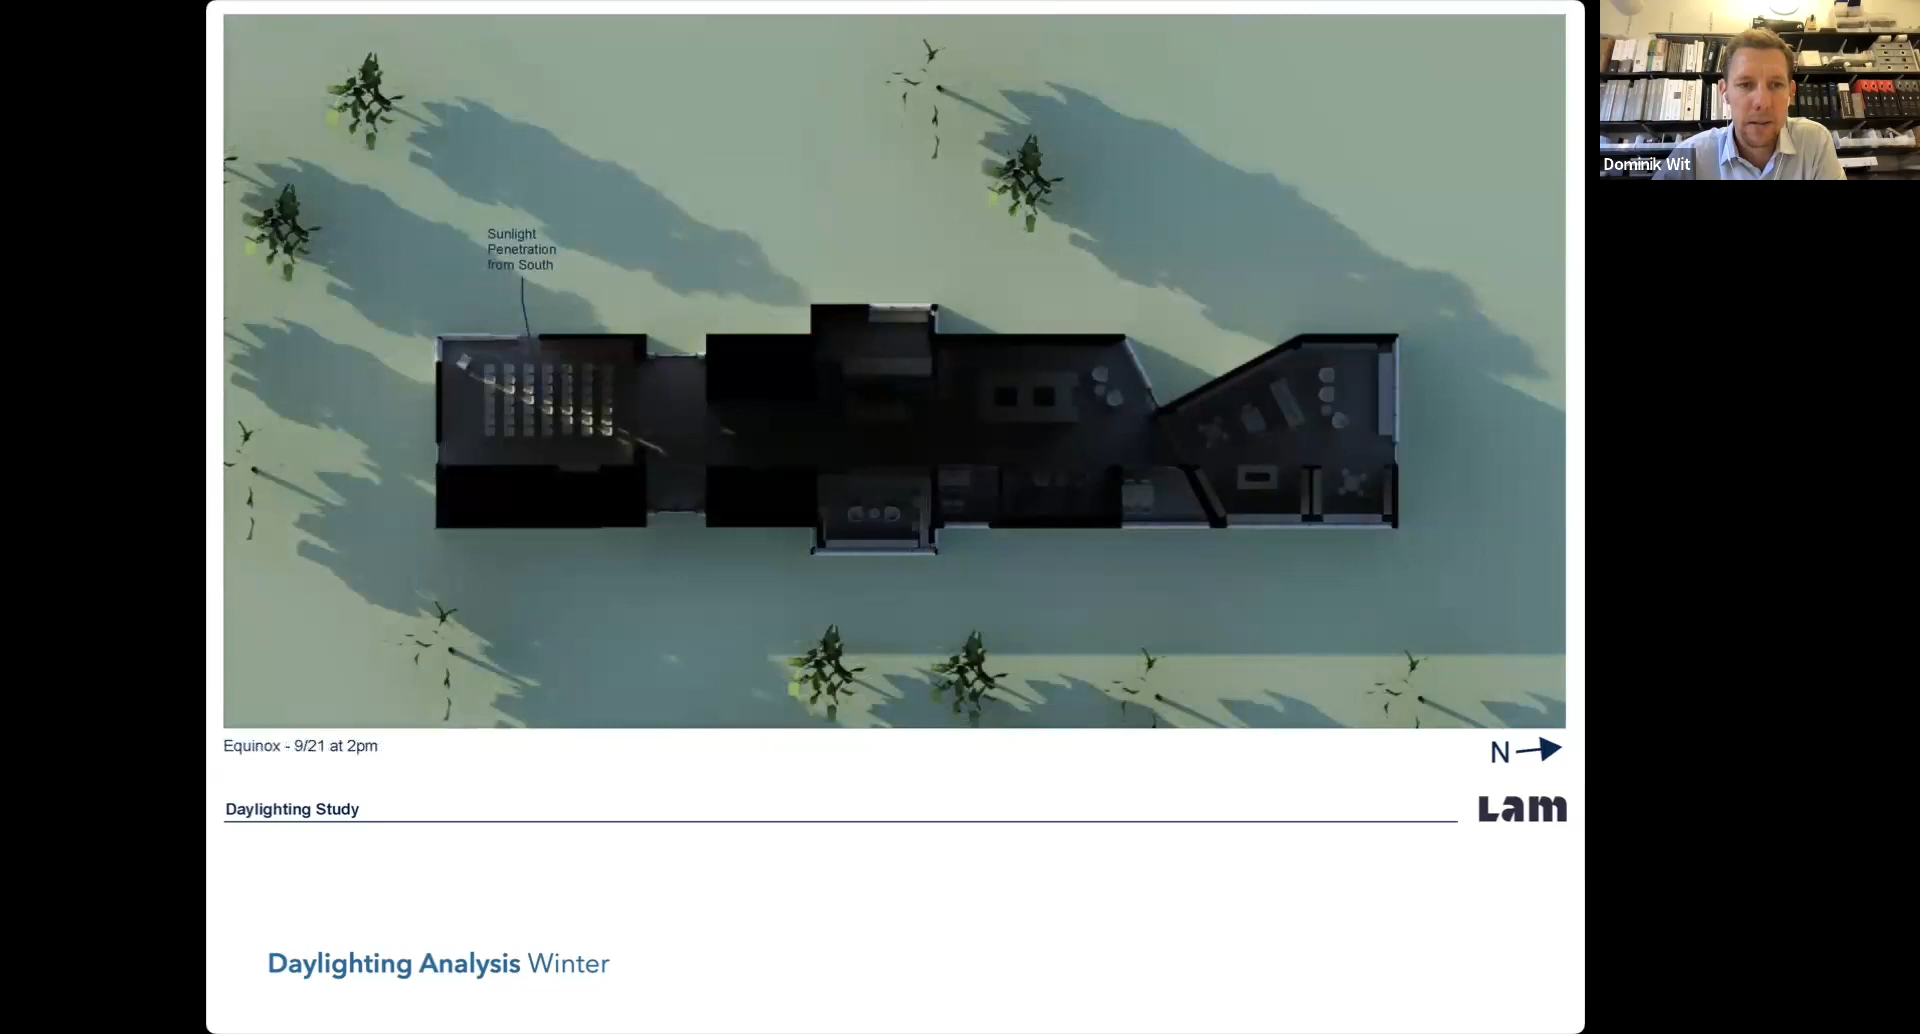 Sunlight
Penetration
from South
Equinox - 9/21 at 2pm
N
Daylighting Study
Lam
Daylighting Analysis Winter
Dominik Wit